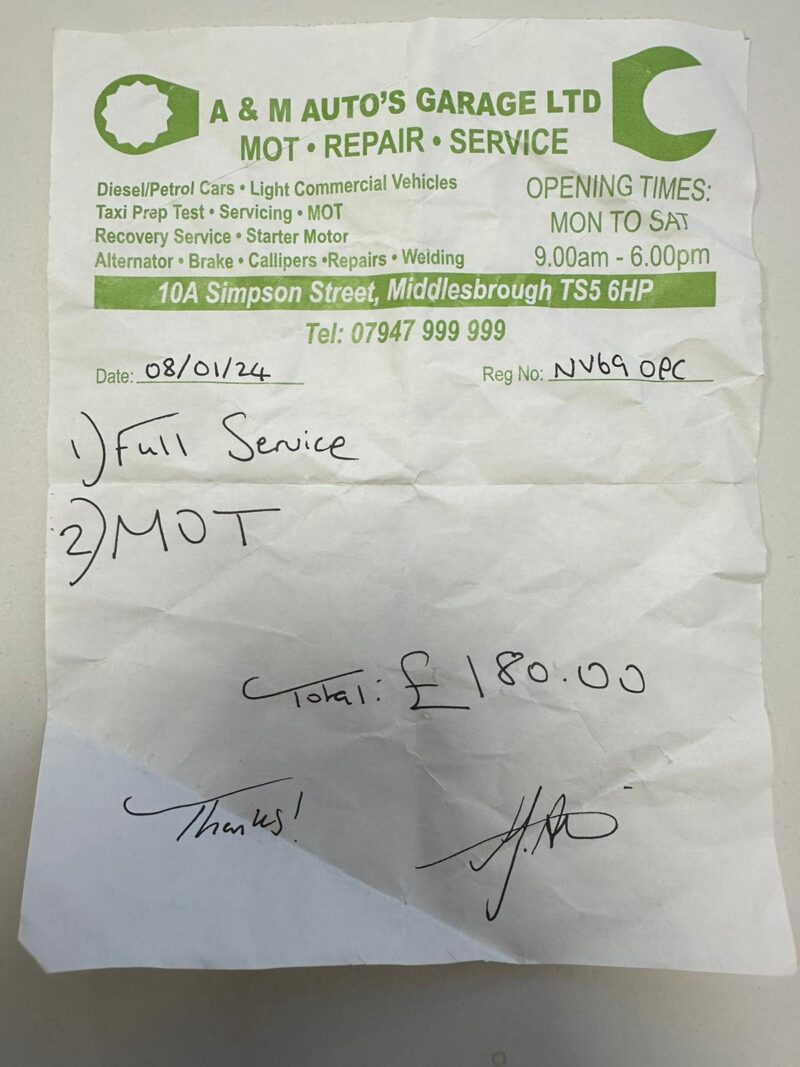 A & M AUTO'S GARAGE LTD
MOT • REPAIR • SERVICE
Diesel/Petrol Cars • Light Commercial Vehicles
Taxi Prep Test • Servicing • MOT
Recovery Service • Starter Motor
Alternator • Brake • Callipers •Repairs • Welding
OPENING TIMES:
MON TO SAT
9.00am - 6.00pm
10A Simpson Street, Middlesbrough TS5 6HP
Tel: 07947 999 999
Date: 08/01/24
Reg No: NV69 OPC
1) Full Service
2) MOT
Total: £180.00
Thanks!